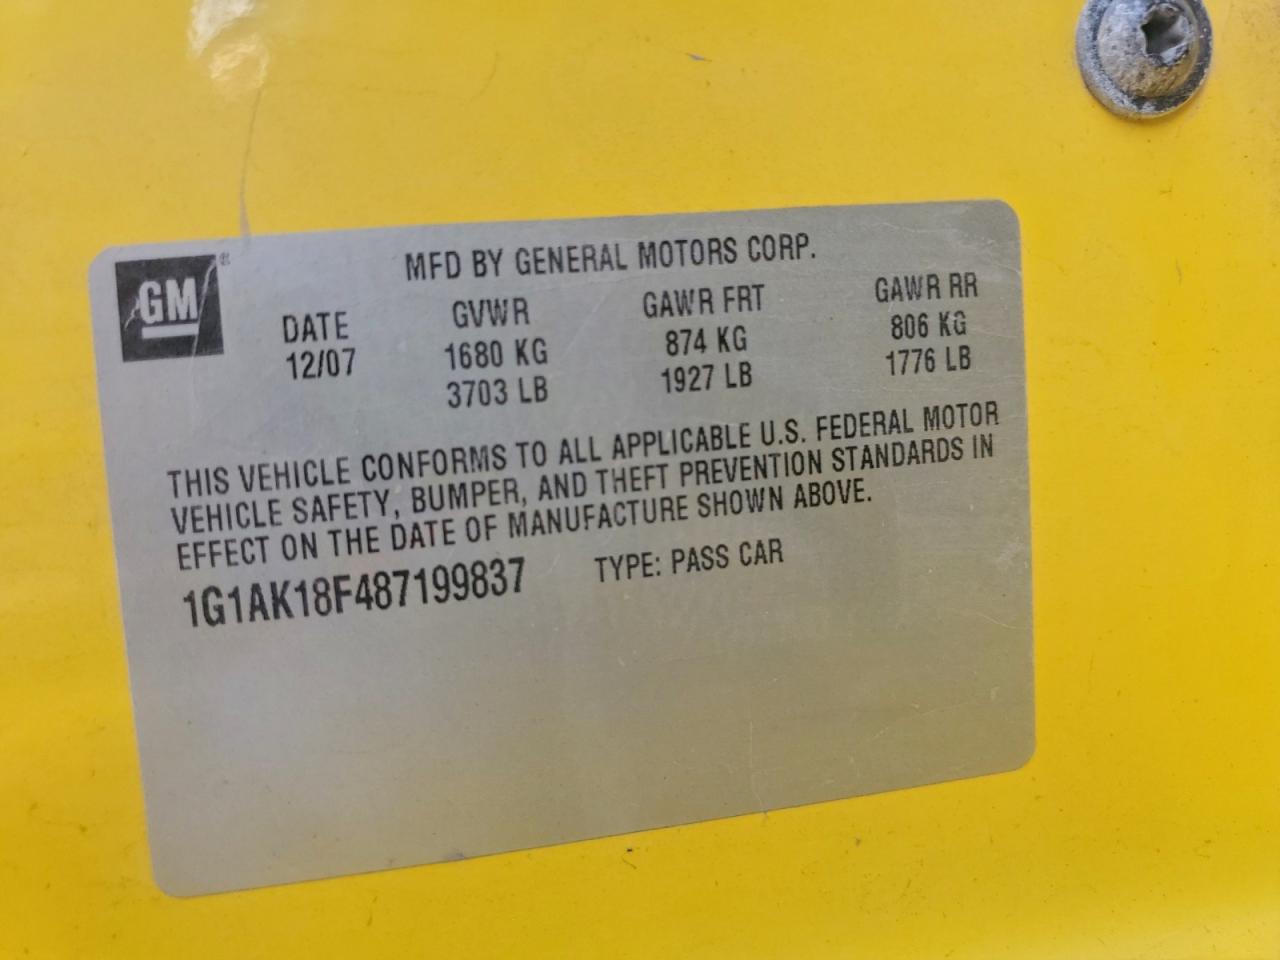 GM®
MFD BY GENERAL MOTORS CORP.
DATE GVWR GAWR FRT GAWR RR
12/07 1680 KG 874 KG 806 KG
3703 LB 1927 LB 1776 LB
THIS VEHICLE CONFORMS TO ALL APPLICABLE U.S. FEDERAL MOTOR
VEHICLE SAFETY, BUMPER, AND THEFT PREVENTION STANDARDS IN
EFFECT ON THE DATE OF MANUFACTURE SHOWN ABOVE.
1G1AK18F487199837 TYPE: PASS CAR